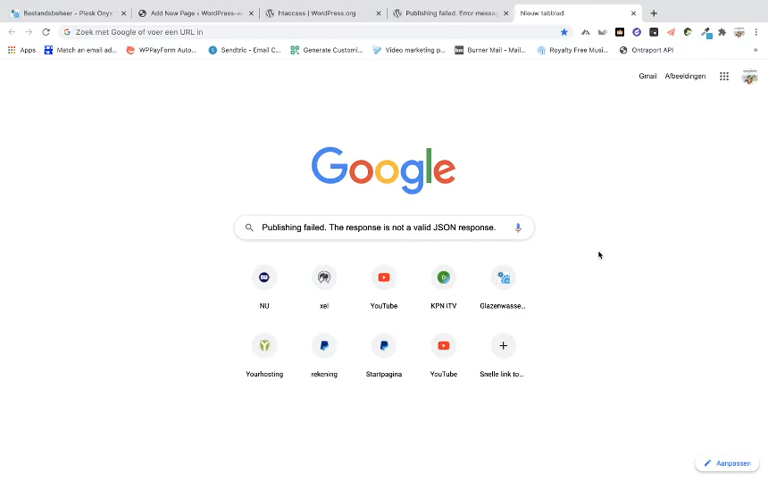 Bestandsbeheer - Plesk Onyx
Add New Page ‹ WordPress
htaccess | WordPress.org
Publishing failed. Error messag
Nieuw tabblad
Zoek met Google of voer een URL in
Apps
Match an email ad...
WPPayForm Auto...
Sendtric - Email C...
Generate Customi...
Video marketing p...
bm
Burner Mail - Mail...
Royalty Free Musi...
Ontraport API
»
Gmail
Afbeeldingen
Google
Publishing failed. The response is not a valid JSON response.
NU
xel
YouTube
KPN iTV
Glazenwasse...
Yourhosting
rekening
Startpagina
YouTube
Snelle link to...
Aanpassen